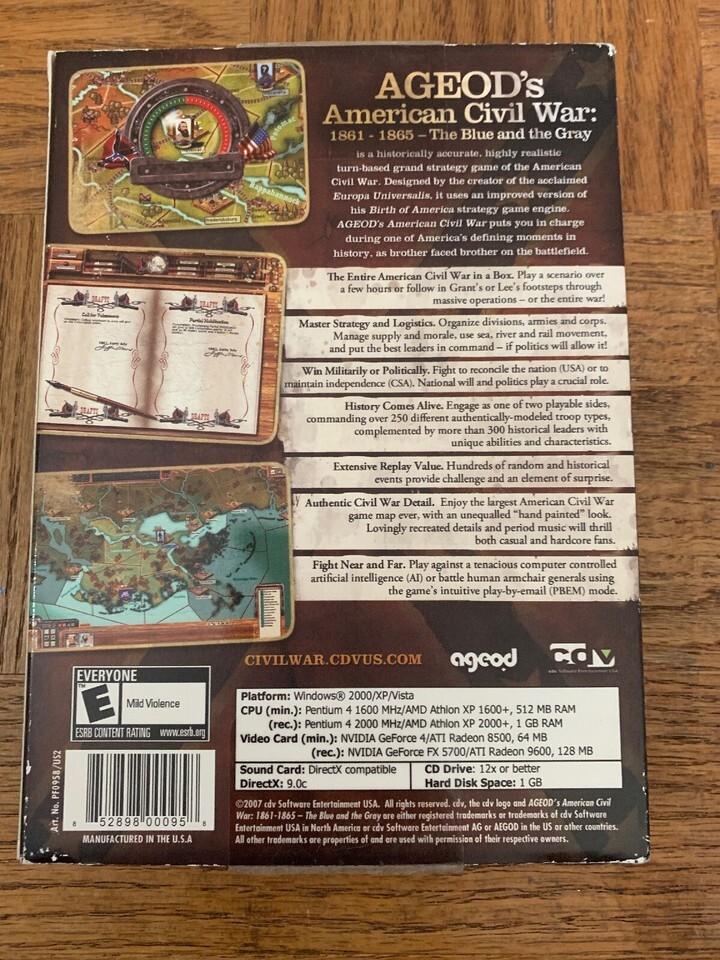 AGEOD's
American Civil War:
1861 - 1865 – The Blue and the Gray
is a historically accurate, highly realistic
turn-based grand strategy game of the American
Civil War. Designed by the creator of the acclaimed
Europa Universalis, it uses an improved version of
his Birth of America strategy game engine.
AGEOD's American Civil War puts you in charge
during one of America's defining moments in
history, as brother faced brother on the battlefield.
The Entire American Civil War in a Box. Play a scenario over
a few hours or follow in Grant's or Lee's footsteps through
massive operations – or the entire war!
Master Strategy and Logistics. Organize divisions, armies and corps.
Manage supply and morale, use sea, river and rail movement,
and put the best leaders in command – if politics will allow it!
Win Militarily or Politically. Fight to reconcile the nation (USA) or to
maintain independence (CSA). National will and politics play a crucial role.
History Comes Alive. Engage as one of two playable sides,
commanding over 250 different authentically-modeled troop types,
complemented by more than 300 historical leaders with
unique abilities and characteristics.
Extensive Replay Value. Hundreds of random and historical
events provide challenge and an element of surprise.
Authentic Civil War Detail. Enjoy the largest American Civil War
game map ever, with an unequalled "hand painted" look.
Lovingly recreated details and period music will thrill
both casual and hardcore fans.
Fight Near and Far. Play against a tenacious computer controlled
artificial intelligence (AI) or battle human armchair generals using
the game's intuitive play-by-email (PBEM) mode.
Rappahannock
Fredericksburg
DRAFTS
Call for Volunteers
DRAFTS
Partial Mobilization
DRAFTS
DRAFTS
CIVILWAR.CDVUS.COM
ageod
cdv
EVERYONE
E
TM
Mild Violence
ESRB CONTENT RATING www.esrb.org
Platform: Windows® 2000/XP/Vista
CPU (min.): Pentium 4 1600 MHz/AMD Athlon XP 1600+, 512 MB RAM
(rec.): Pentium 4 2000 MHz/AMD Athlon XP 2000+, 1 GB RAM
Video Card (min.): NVIDIA GeForce 4/ATI Radeon 8500, 64 MB
(rec.): NVIDIA GeForce FX 5700/ATI Radeon 9600, 128 MB
Sound Card: DirectX compatible
DirectX: 9.0c
CD Drive: 12x or better
Hard Disk Space: 1 GB
Art. No. PF0958/US2
8 52898 00095 8
MANUFACTURED IN THE U.S.A
©2007 cdv Software Entertainment USA. All rights reserved. cdv, the cdv logo and AGEOD's American Civil
War: 1861-1865 – The Blue and the Gray are either registered trademarks or trademarks of cdv Software
Entertainment USA in North America or cdv Software Entertainment AG or AEGOD in the US or other countries.
All other trademarks are properties of and are used with permission of their respective owners.